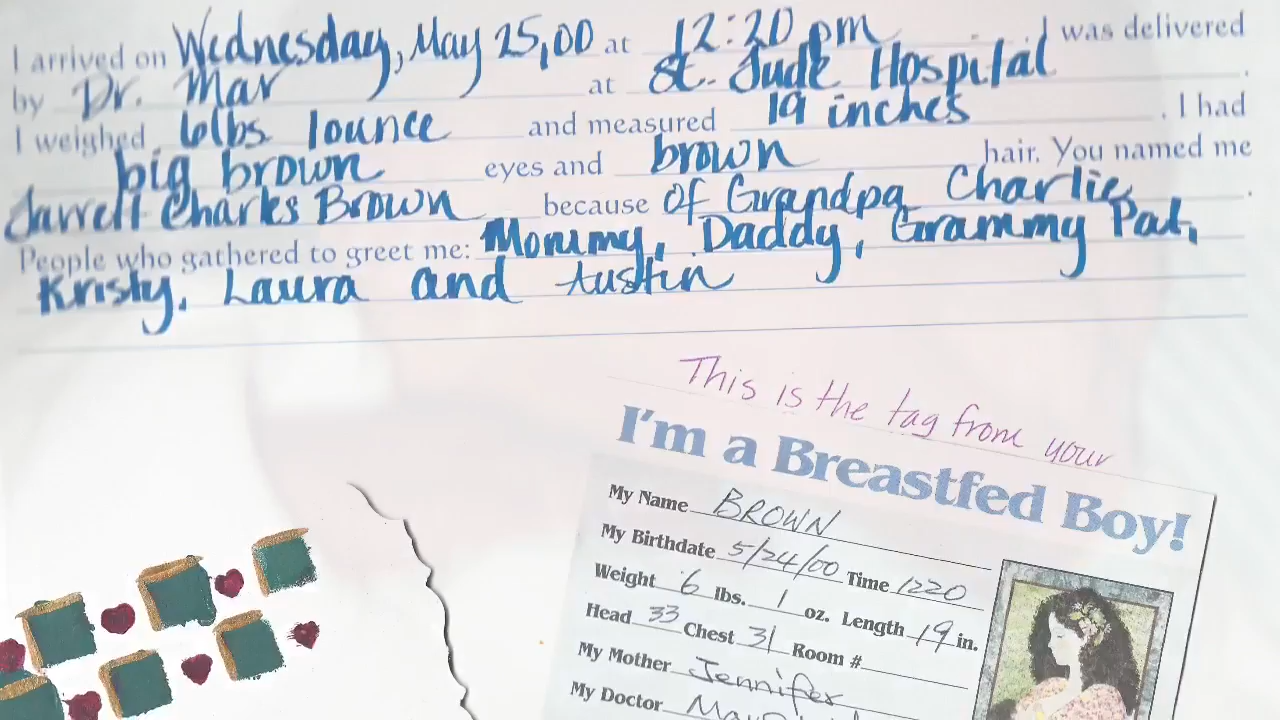 I arrived on Wednesday, May 25,00 at 12:20 pm I was delivered
by Dr. Mar at St. Jude Hospital.
I weighed 6lbs 1ounce and measured 19 inches. I had
big brown eyes and brown hair. You named me
Jarrell Charles Brown because of Grandpa Charlie.
People who gathered to greet me: Mommy, Daddy, Grammy Pat,
Kristy, Laura and Austin
This is the tag from your
I'm a Breastfed Boy!
My Name BROWN
My Birthdate 5/24/00 Time 1220
Weight 6 lbs. 1 oz. Length 19 in.
Head 33 Chest 31 Room #
My Mother Jennifer
My Doctor